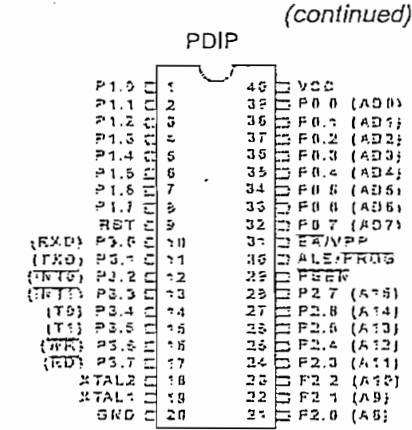 (continued)
PDIP
P1.0 1 40 VCC
P1.1 2 39 P0.0 (AD0)
P1.2 3 38 P0.1 (AD1)
P1.3 4 37 P0.2 (AD2)
P1.4 5 36 P0.3 (AD3)
P1.5 6 35 P0.4 (AD4)
P1.6 7 34 P0.5 (AD5)
P1.7 8 33 P0.6 (AD6)
RST 9 32 P0.7 (AD7)
(RXD) P3.0 10 31 EA/VPP
(TXD) P3.1 11 30 ALE/PROG
(INT0) P3.2 12 29 PSEN
(INT1) P3.3 13 28 P2.7 (A15)
(T0) P3.4 14 27 P2.6 (A14)
(T1) P3.5 15 26 P2.5 (A13)
(WR) P3.6 16 25 P2.4 (A12)
(RD) P3.7 17 24 P2.3 (A11)
XTAL2 18 23 P2.2 (A10)
XTAL1 19 22 P2.1 (A9)
GND 20 21 P2.0 (A8)